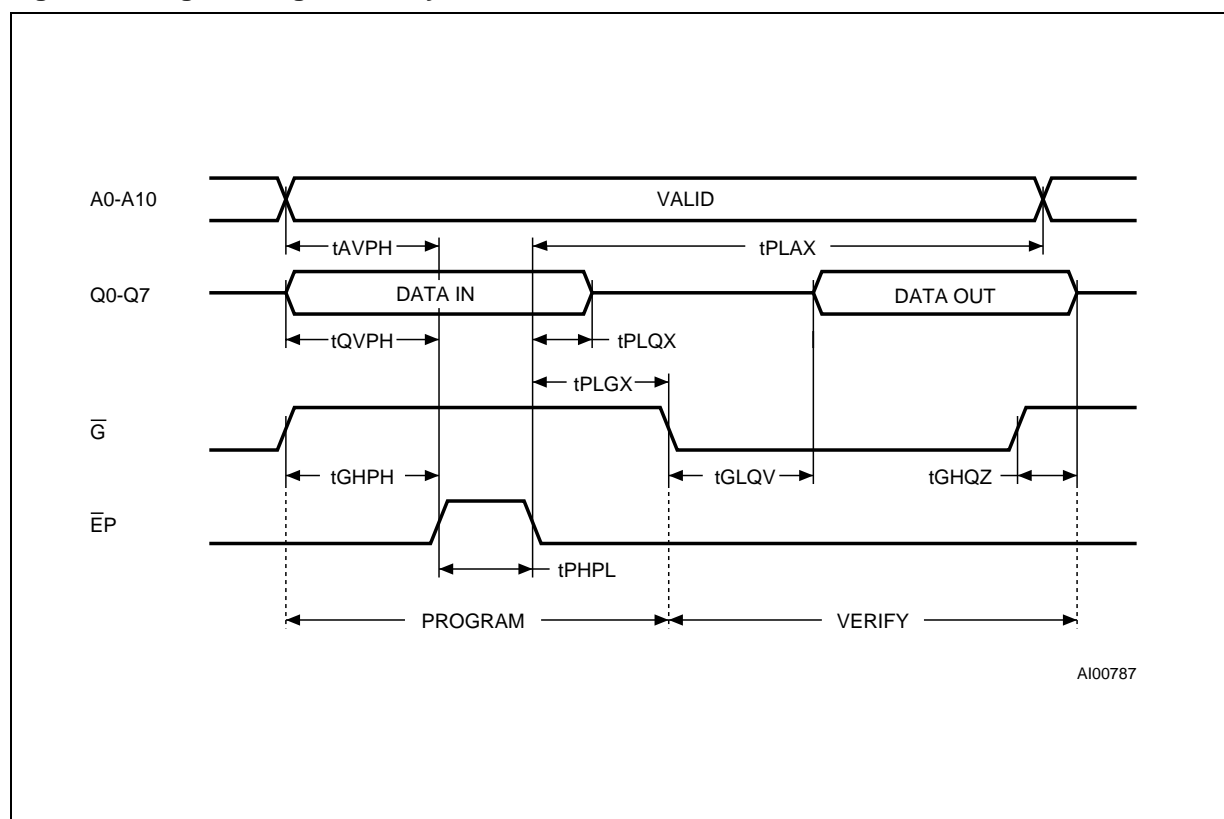 A0-A10
VALID
tAVPH
tPLAX
Q0-Q7
DATA IN
DATA OUT
tQVPH
tPLQX
tPLGX
G̅
tGHPH
tGLQV
tGHQZ
E̅P
tPHPL
PROGRAM
VERIFY
AI00787